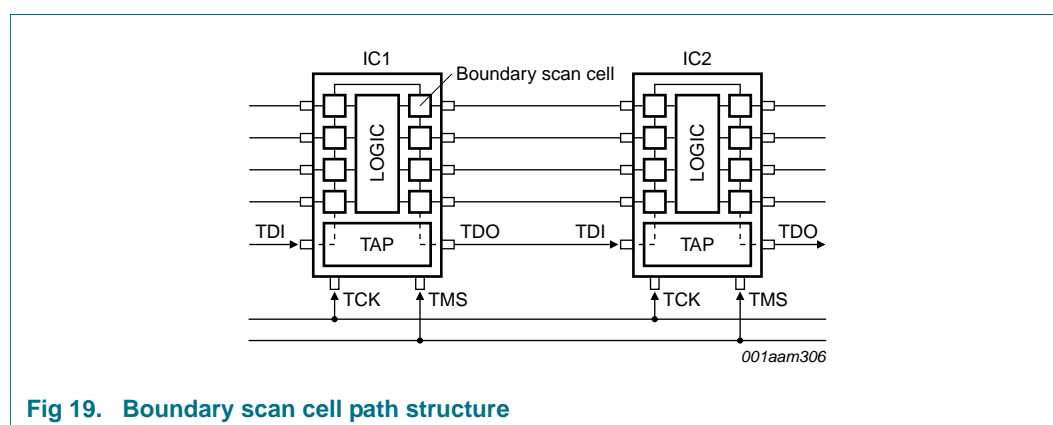 IC1
IC2
Boundary scan cell
LOGIC
LOGIC
TDI
TAP
TDO
TDI
TAP
TDO
TCK
TMS
TCK
TMS
001aam306
Fig 19. Boundary scan cell path structure